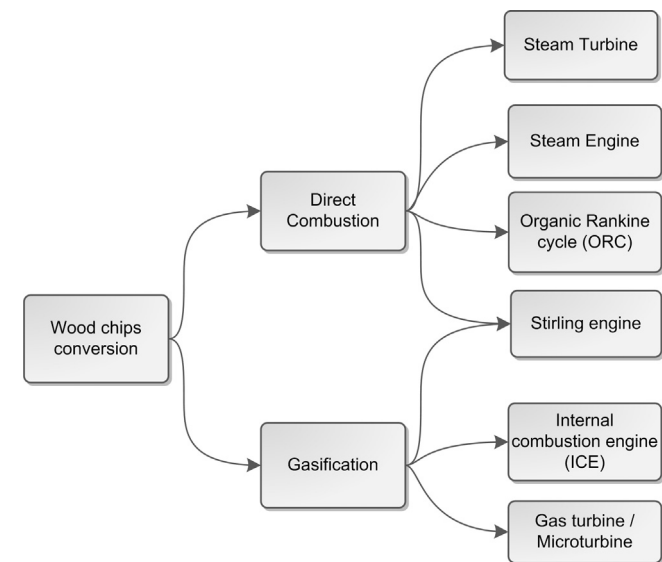 Steam Turbine
Steam Engine
Direct
Combustion
Organic Rankine
cycle (ORC)
Wood chips
conversion
Stirling engine
Gasification
Internal
combustion engine
(ICE)
Gas turbine /
Microturbine